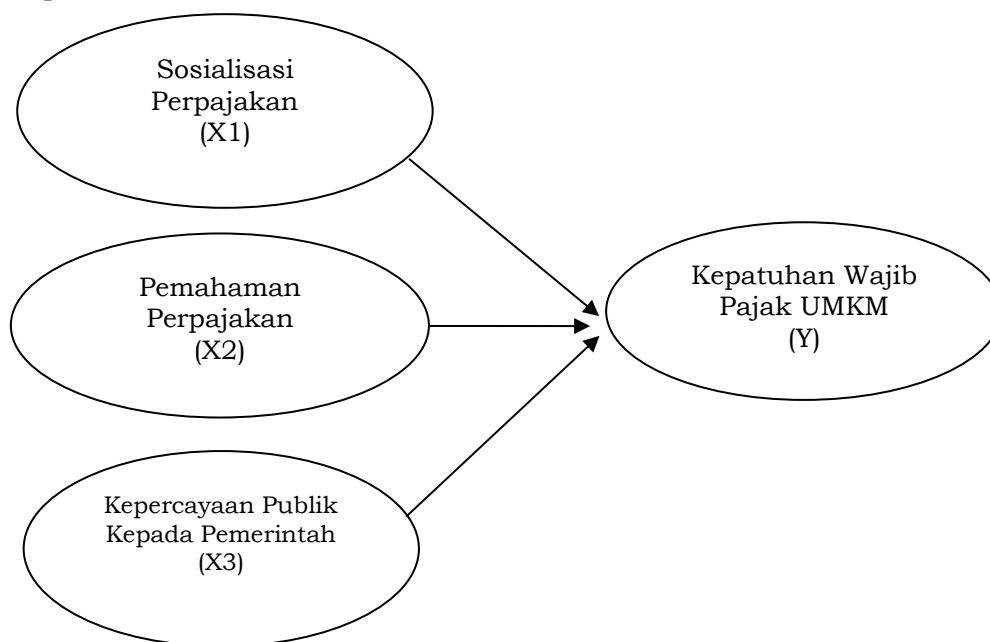 Sosialisasi
Perpajakan
(X1)
Pemahaman
Perpajakan
(X2)
Kepercayaan Publik
Kepada Pemerintah
(X3)
Kepatuhan Wajib
Pajak UMKM
(Y)